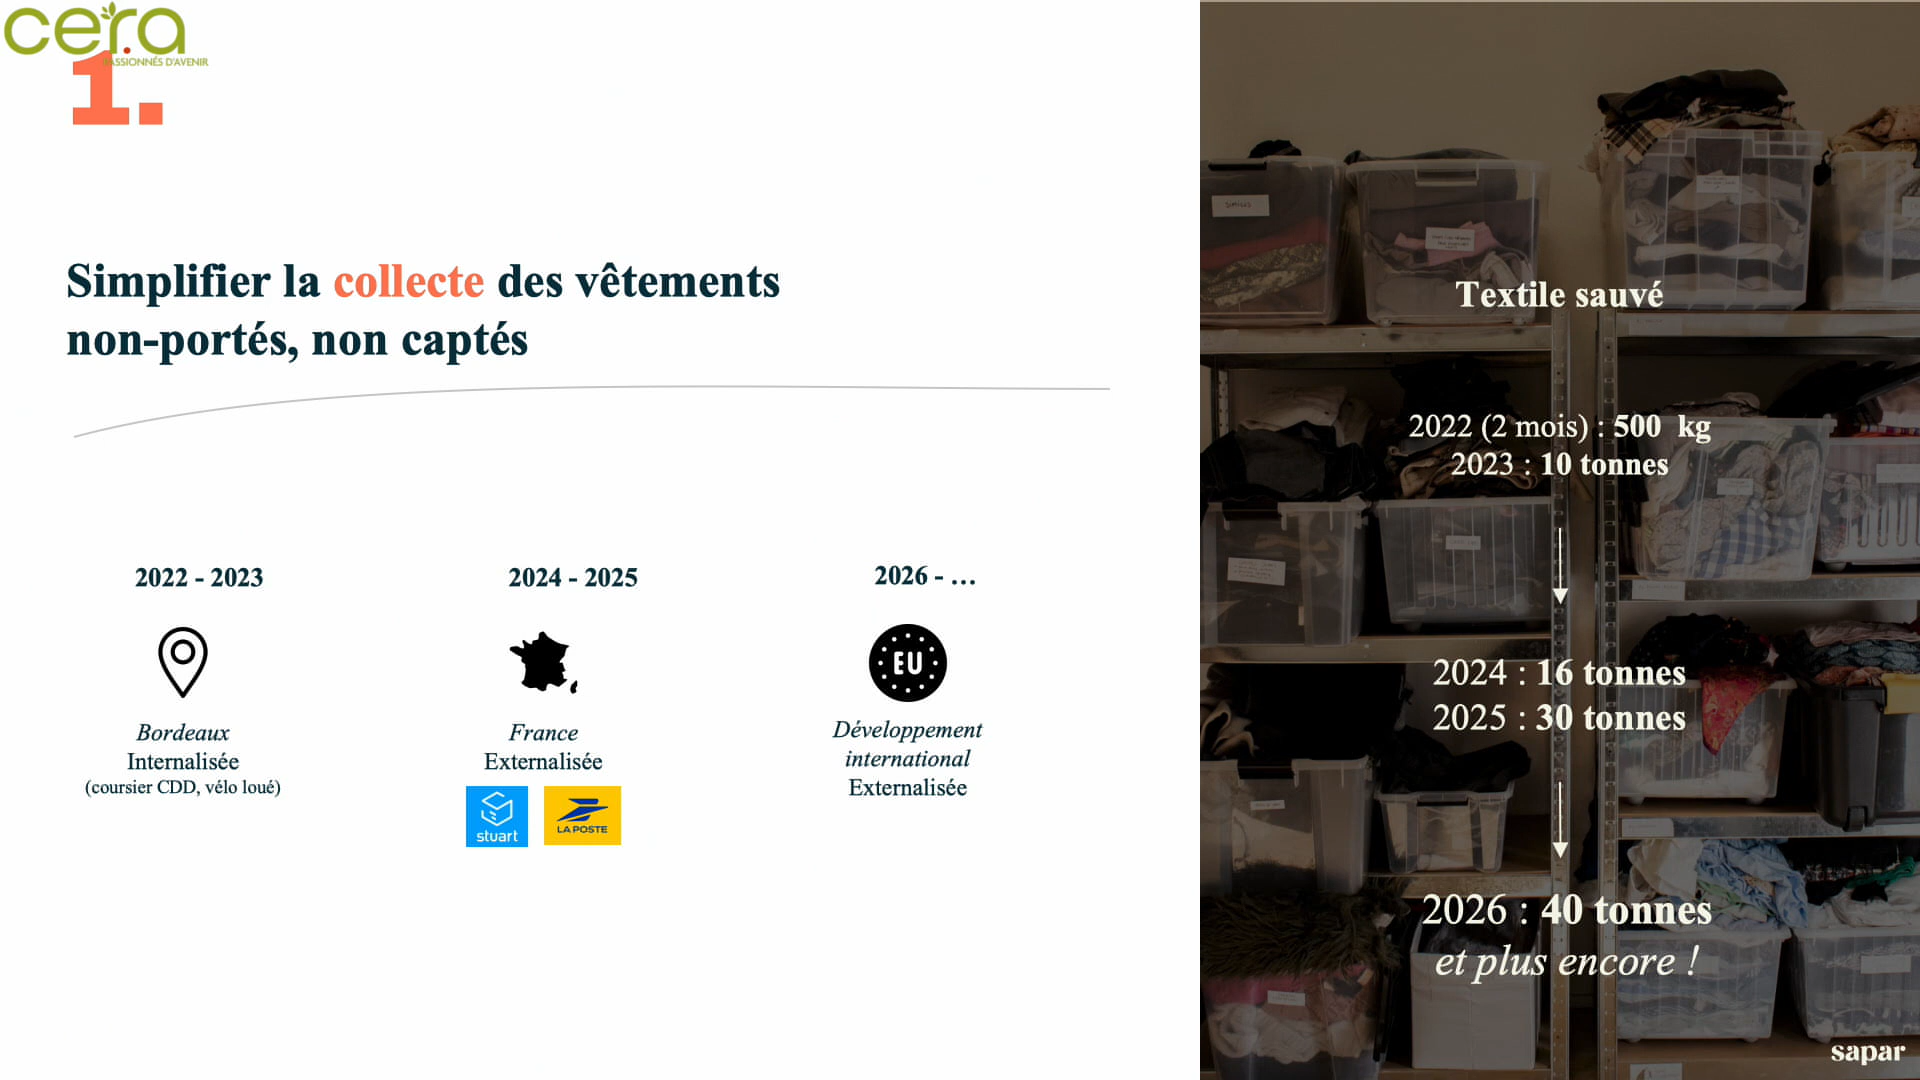 cera
PASSIONNÉS D'AVENIR
1.
Simplifier la collecte des vêtements
non-portés, non captés
2022 - 2023
Bordeaux
Internalisée
(coursier CDD, vélo loué)
2024 - 2025
France
Externalisée
stuart
LA POSTE
2026 - …
EU
Développement
international
Externalisée
Textile sauvé
2022 (2 mois) : 500 kg
2023 : 10 tonnes
2024 : 16 tonnes
2025 : 30 tonnes
2026 : 40 tonnes
et plus encore !
sapar